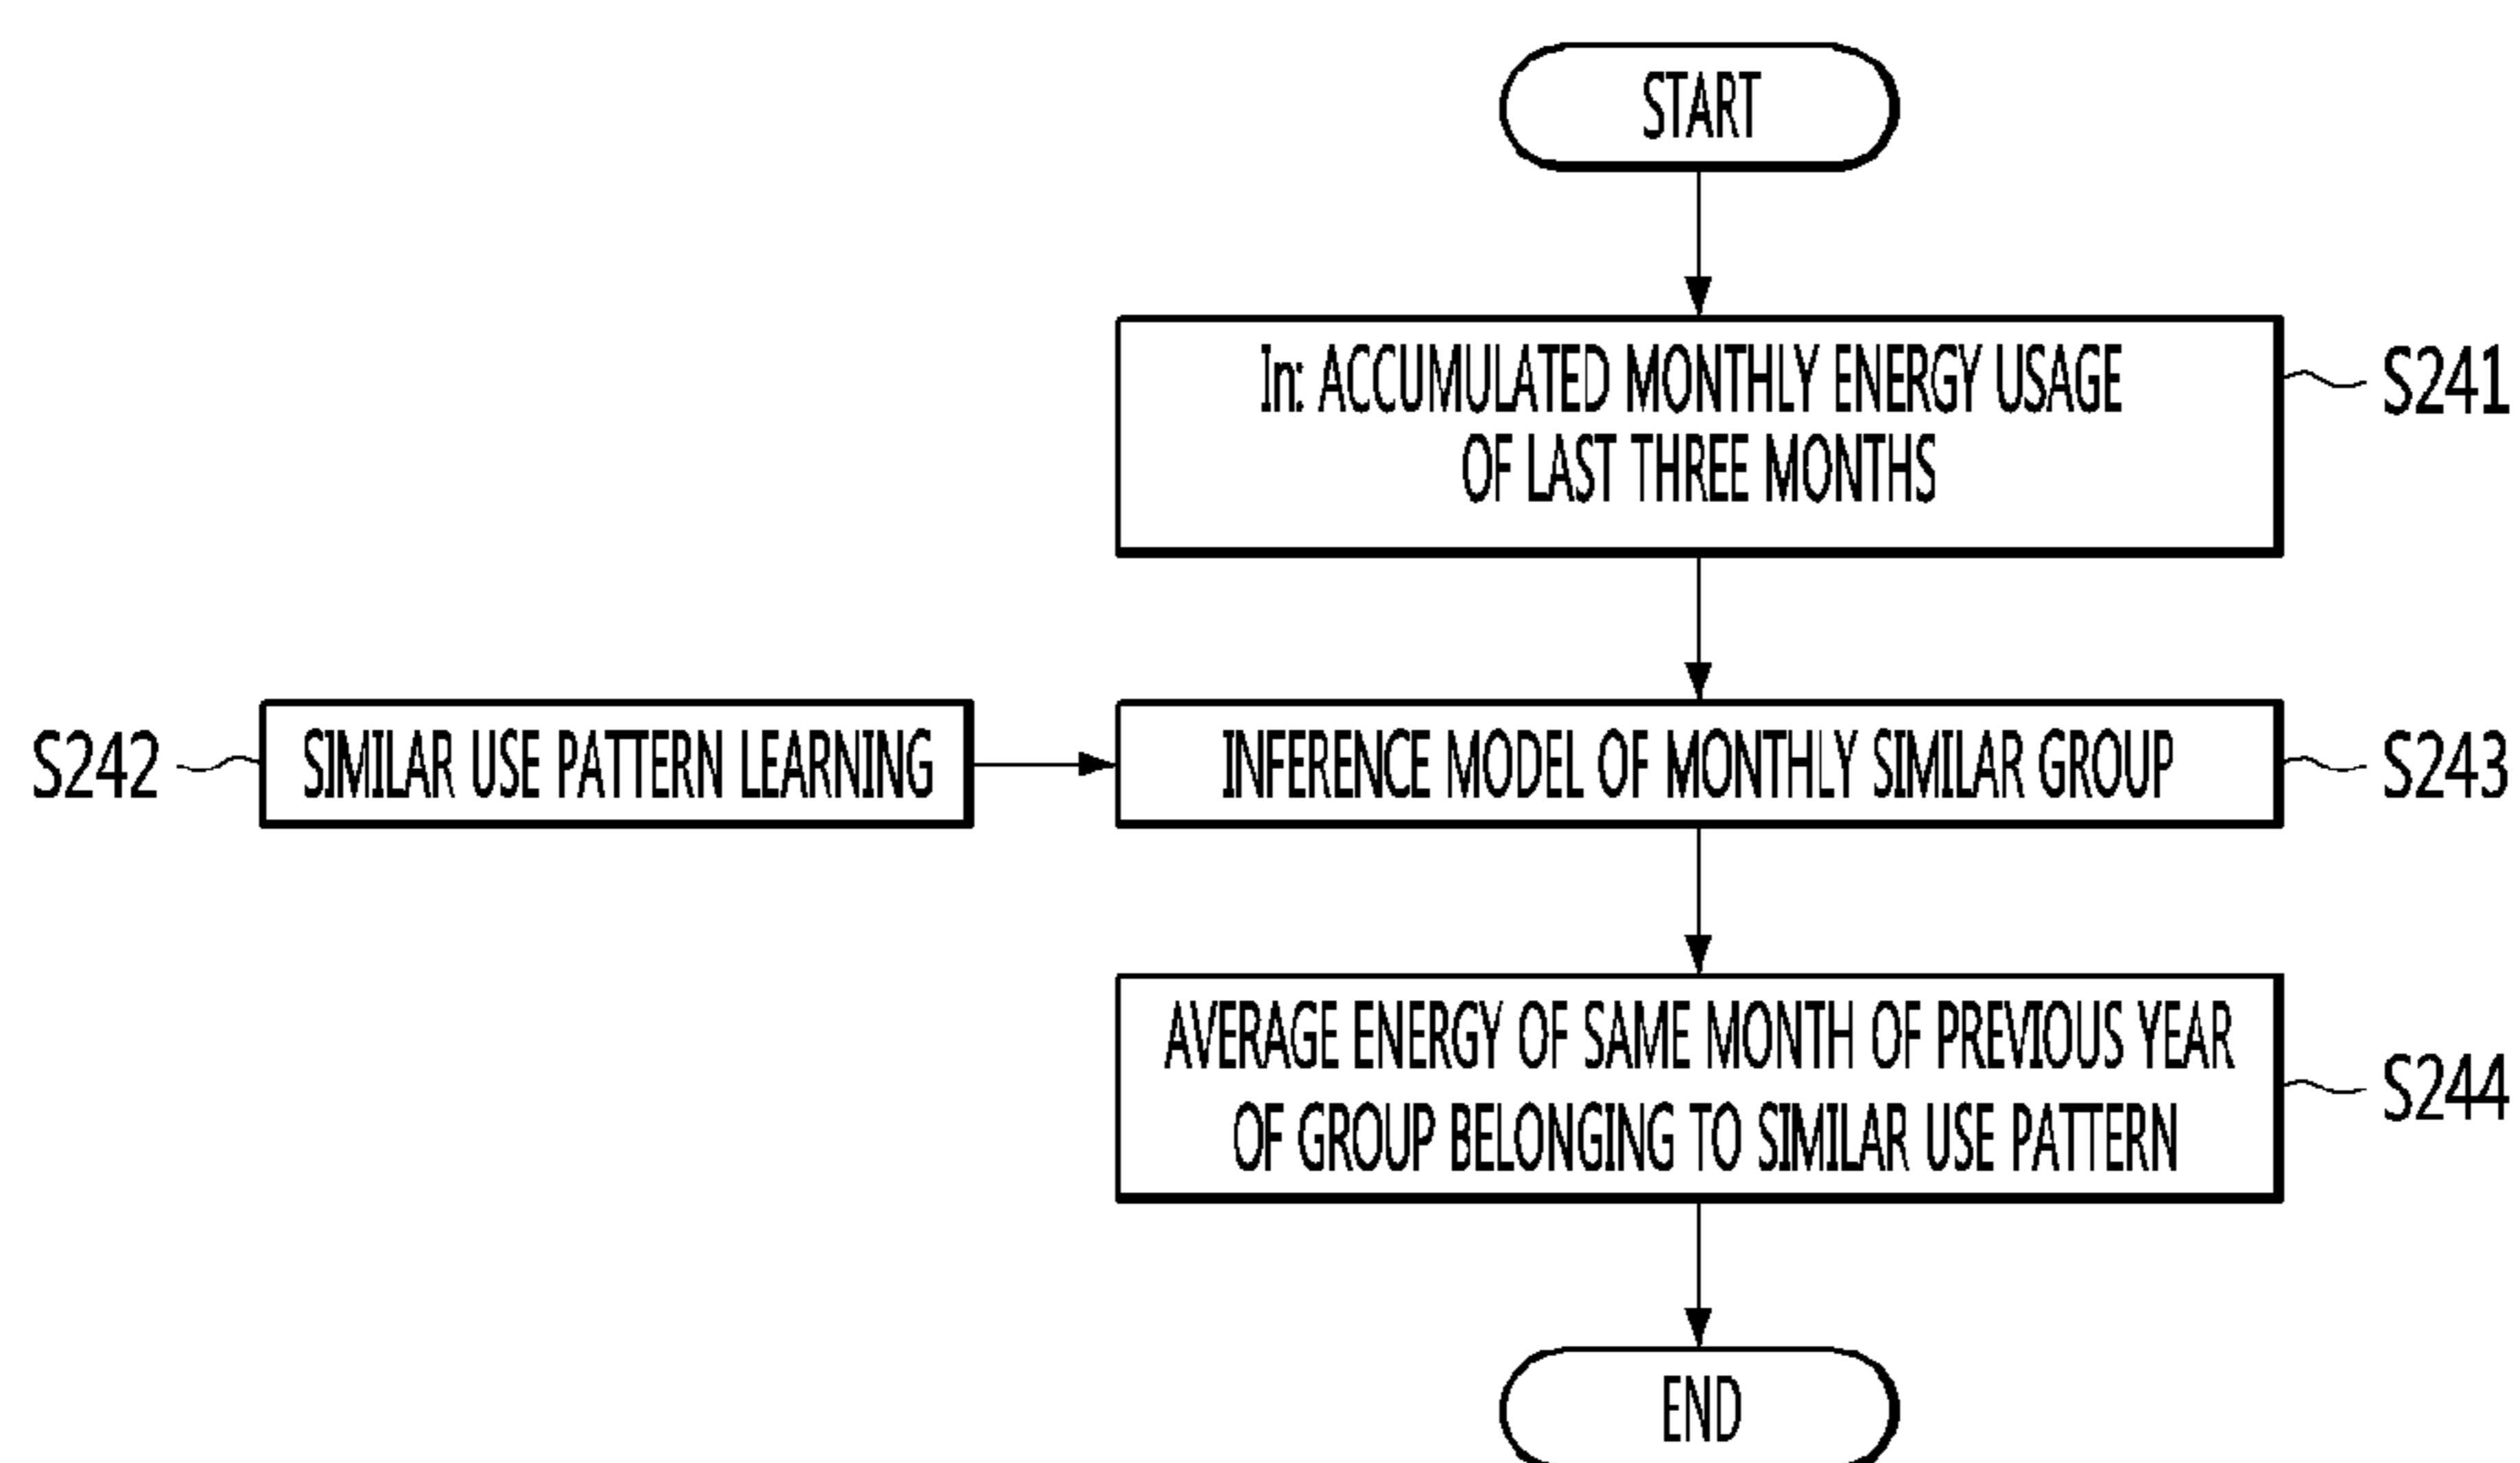 START
In: ACCUMULATED MONTHLY ENERGY USAGE
OF LAST THREE MONTHS
S241
S242
SIMILAR USE PATTERN LEARNING
INFERENCE MODEL OF MONTHLY SIMILAR GROUP
S243
AVERAGE ENERGY OF SAME MONTH OF PREVIOUS YEAR
OF GROUP BELONGING TO SIMILAR USE PATTERN
S244
END